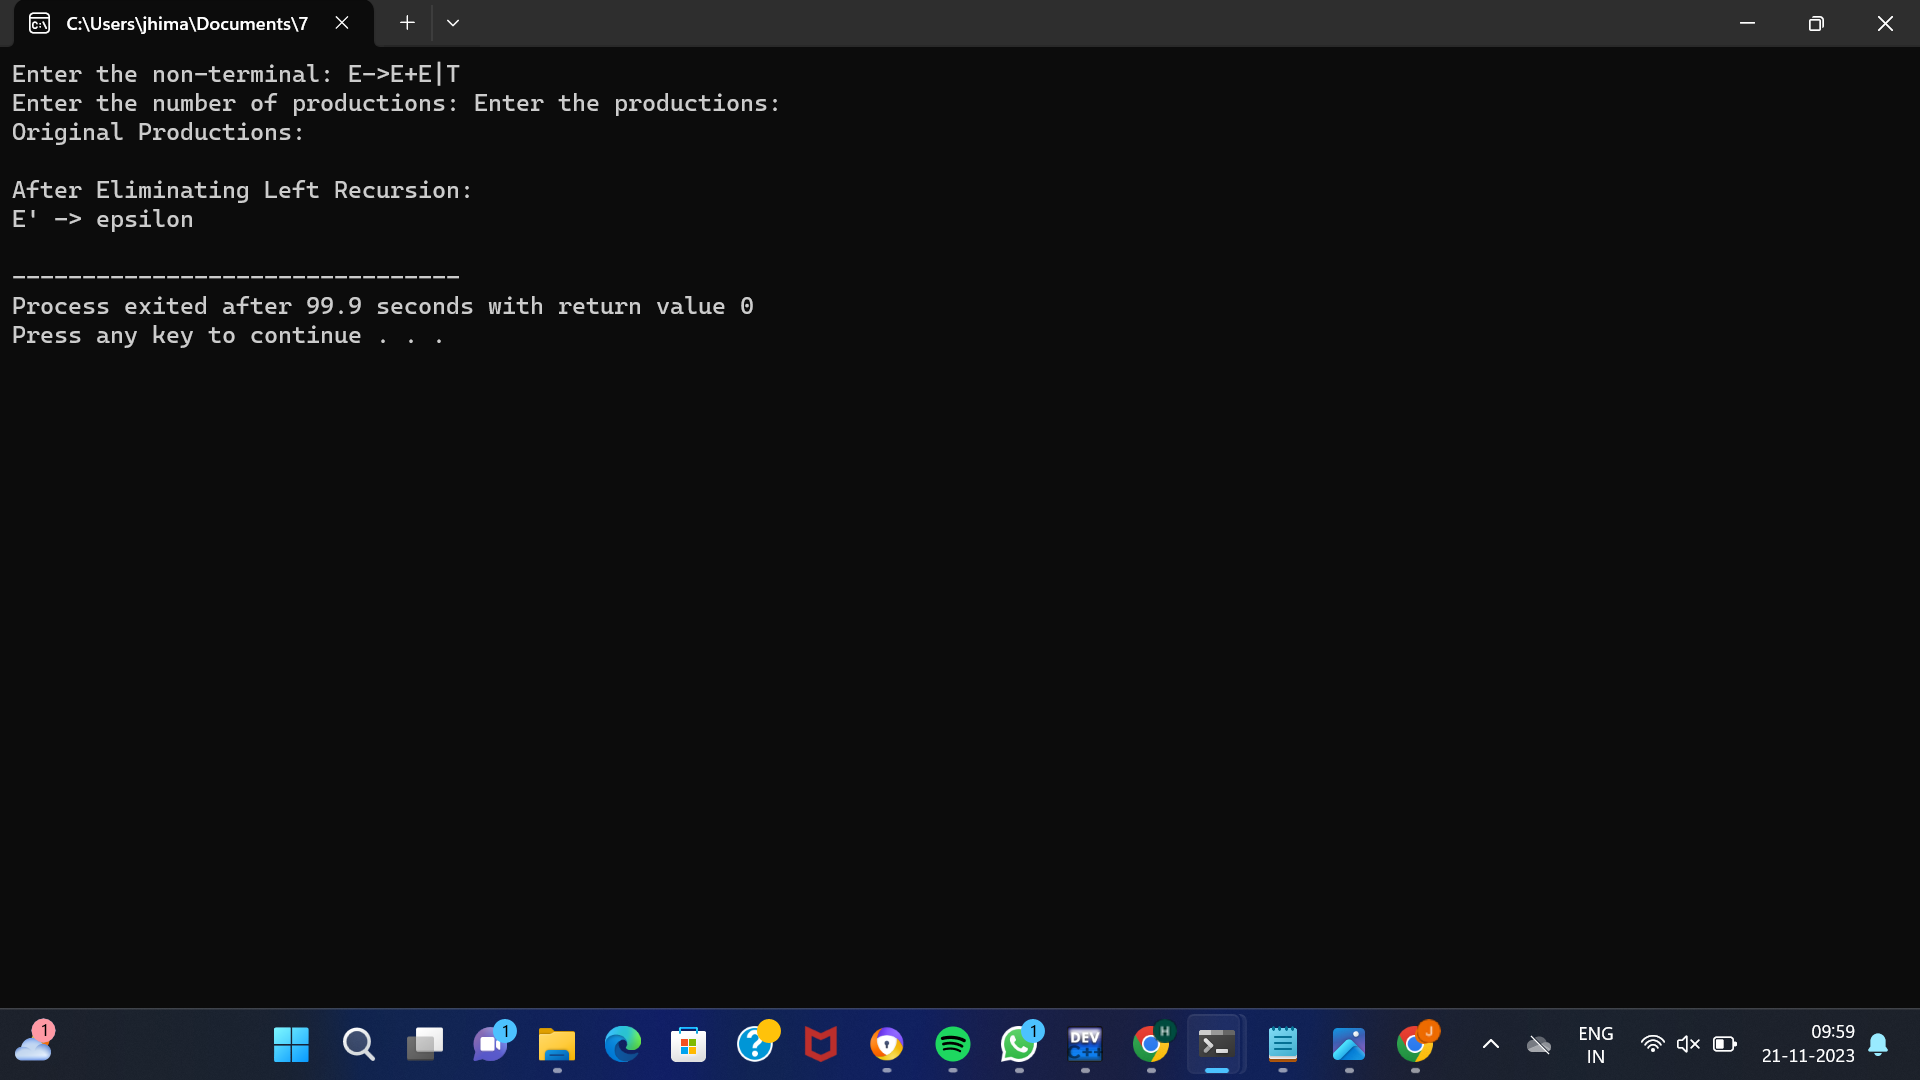 C:\Users\jhima\Documents\7
Enter the non-terminal: E->E+E|T
Enter the number of productions: Enter the productions:
Original Productions:
After Eliminating Left Recursion:
E' -> epsilon
--------------------------------
Process exited after 99.9 seconds with return value 0
Press any key to continue . . .
1
1
1
DEV
C++
H
J
ENG
IN
09:59
21-11-2023